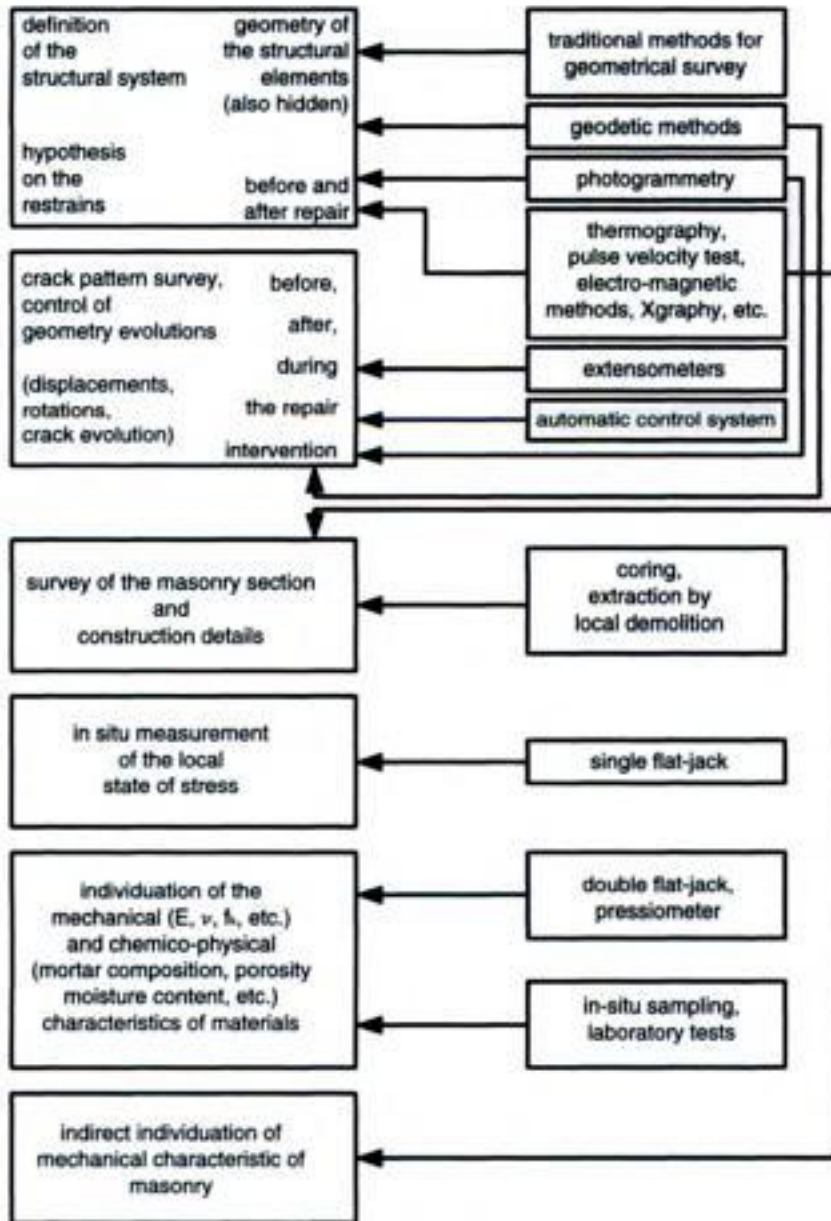 definition
of the
structural system
geometry of
the structural
elements
(also hidden)
hypothesis
on the
restrains
before and
after repair
traditional methods for
geometrical survey
geodetic methods
photogrammetry
thermography,
pulse velocity test,
electro-magnetic
methods, Xgraphy, etc.
crack pattern survey,
control of
geometry evolutions
(displacements,
rotations,
crack evolution)
before,
after,
during
the repair
intervention
extensometers
automatic control system
survey of the masonry section
and
construction details
coring,
extraction by
local demolition
in situ measurement
of the local
state of stress
single flat-jack
individuation of the
mechanical (E, ν, etc.)
and chemico-physical
(mortar composition, porosity
moisture content, etc.)
characteristics of materials
double flat-jack,
pressiometer
in-situ sampling,
laboratory tests
indirect individuation of
mechanical characteristic of
masonry